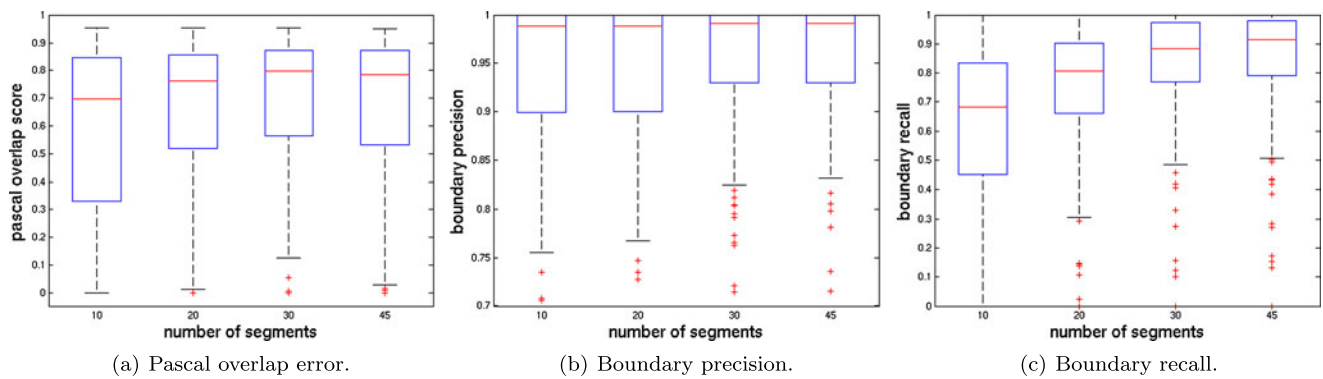 1
0.9
0.8
0.7
0.6
0.5
0.4
0.3
0.2
0.1
0
pascal overlap score
10 20 30 45
number of segments
(a) Pascal overlap error.
1
0.95
0.9
0.85
0.8
0.75
0.7
boundary precision
10 20 30 45
number of segments
(b) Boundary precision.
1
0.9
0.8
0.7
0.6
0.5
0.4
0.3
0.2
0.1
0
boundary recall
10 20 30 45
number of segments
(c) Boundary recall.